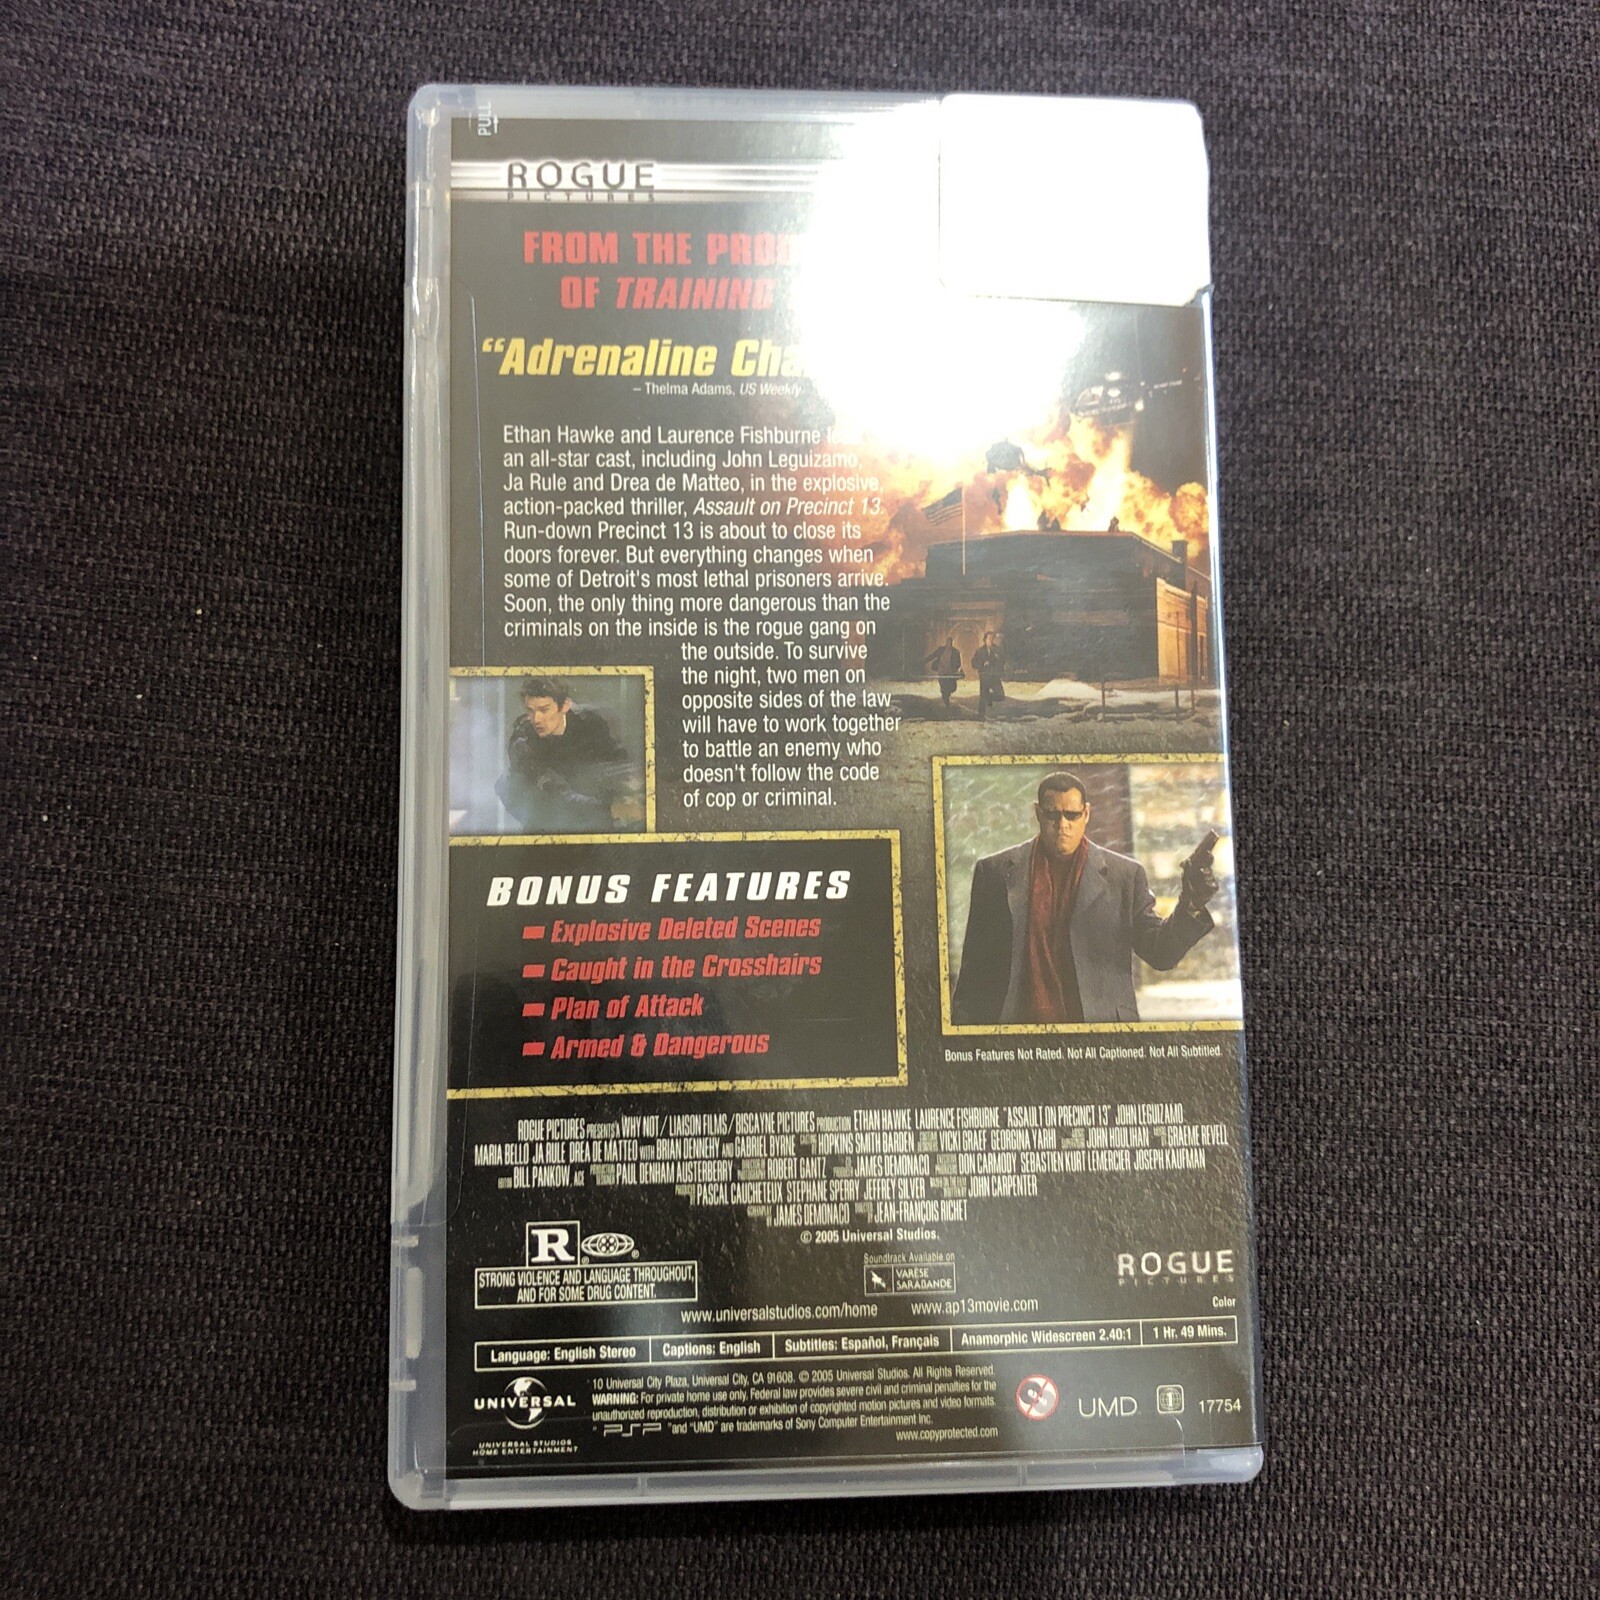 PULL
ROGUE
PICTURES
FROM THE
OF TRAINING
"Adrenaline
– Thelma Adams, US Weekly
Ethan Hawke and Laurence Fishburne
an all-star cast, including John Leguizamo,
Ja Rule and Drea de Matteo, in the explosive,
action-packed thriller, Assault on Precinct 13.
Run-down Precinct 13 is about to close its
doors forever. But everything changes when
some of Detroit's most lethal prisoners arrive.
Soon, the only thing more dangerous than the
criminals on the inside is the rogue gang on
the outside. To survive
the night, two men on
opposite sides of the law
will have to work together
to battle an enemy who
doesn't follow the code
of cop or criminal.
BONUS FEATURES
Explosive Deleted Scenes
Caught in the Crosshairs
Plan of Attack
Armed & Dangerous
Bonus Features Not Rated. Not All Captioned. Not All Subtitled.
ROGUE PICTURES PRESENTS A WHY NOT / LIAISON FILMS / BISCAYNE PICTURES PRODUCTION ETHAN HAWKE LAURENCE FISHBURNE "ASSAULT ON PRECINCT 13" JOHN LEGUIZAMO
MARIA BELLO JA RULE DREA DE MATTEO WITH BRIAN DENNEHY AND GABRIEL BYRNE HOPKINS SMITH BARDEN VICKI GRAEF GEORGINA YARHI JOHN HOULIHAN GRAEME REVELL
BILL PANKOW, ACE PAUL DENHAM AUSTERBERRY ROBERT GANTZ JAMES DEMONACO DON CARMODY SEBASTIEN KURT LEMERCIER JOSEPH KAUFMAN
PASCAL CAUCHETEUX STEPHANE SPERRY JEFFREY SILVER JOHN CARPENTER
JAMES DEMONACO JEAN-FRANÇOIS RICHET
© 2005 Universal Studios.
R
STRONG VIOLENCE AND LANGUAGE THROUGHOUT,
AND FOR SOME DRUG CONTENT.
Soundtrack Available on
VARÈSE
SARABANDE
ROGUE
PICTURES
www.universalstudios.com/home www.ap13movie.com
Color
Language: English Stereo Captions: English Subtitles: Español, Français Anamorphic Widescreen 2.40:1 1 Hr. 49 Mins.
UNIVERSAL
UNIVERSAL STUDIOS
HOME ENTERTAINMENT
10 Universal City Plaza, Universal City, CA 91608. © 2005 Universal Studios. All Rights Reserved.
WARNING: For private home use only. Federal law provides severe civil and criminal penalties for the
unauthorized reproduction, distribution or exhibition of copyrighted motion pictures and video formats.
"PSP" and "UMD" are trademarks of Sony Computer Entertainment Inc.
www.copyprotected.com
UMD 1 17754